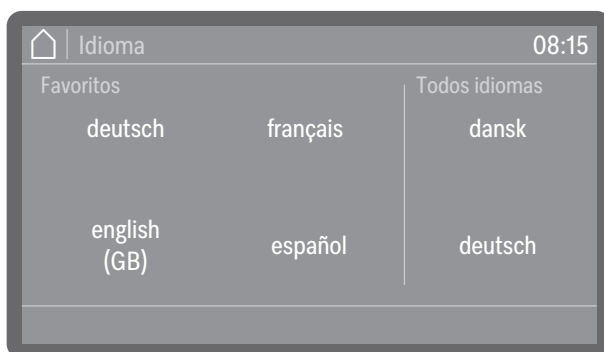 Idioma 08:15
Favoritos Todos idiomas
deutsch français dansk
english
(GB) español deutsch